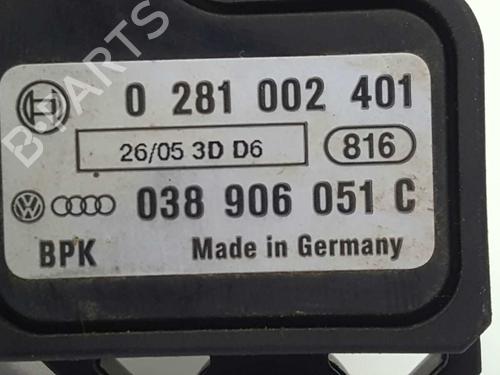 B-PARTS
0 281 002 401
26/05 3D D6
816
038 906 051 C
BPK Made in Germany